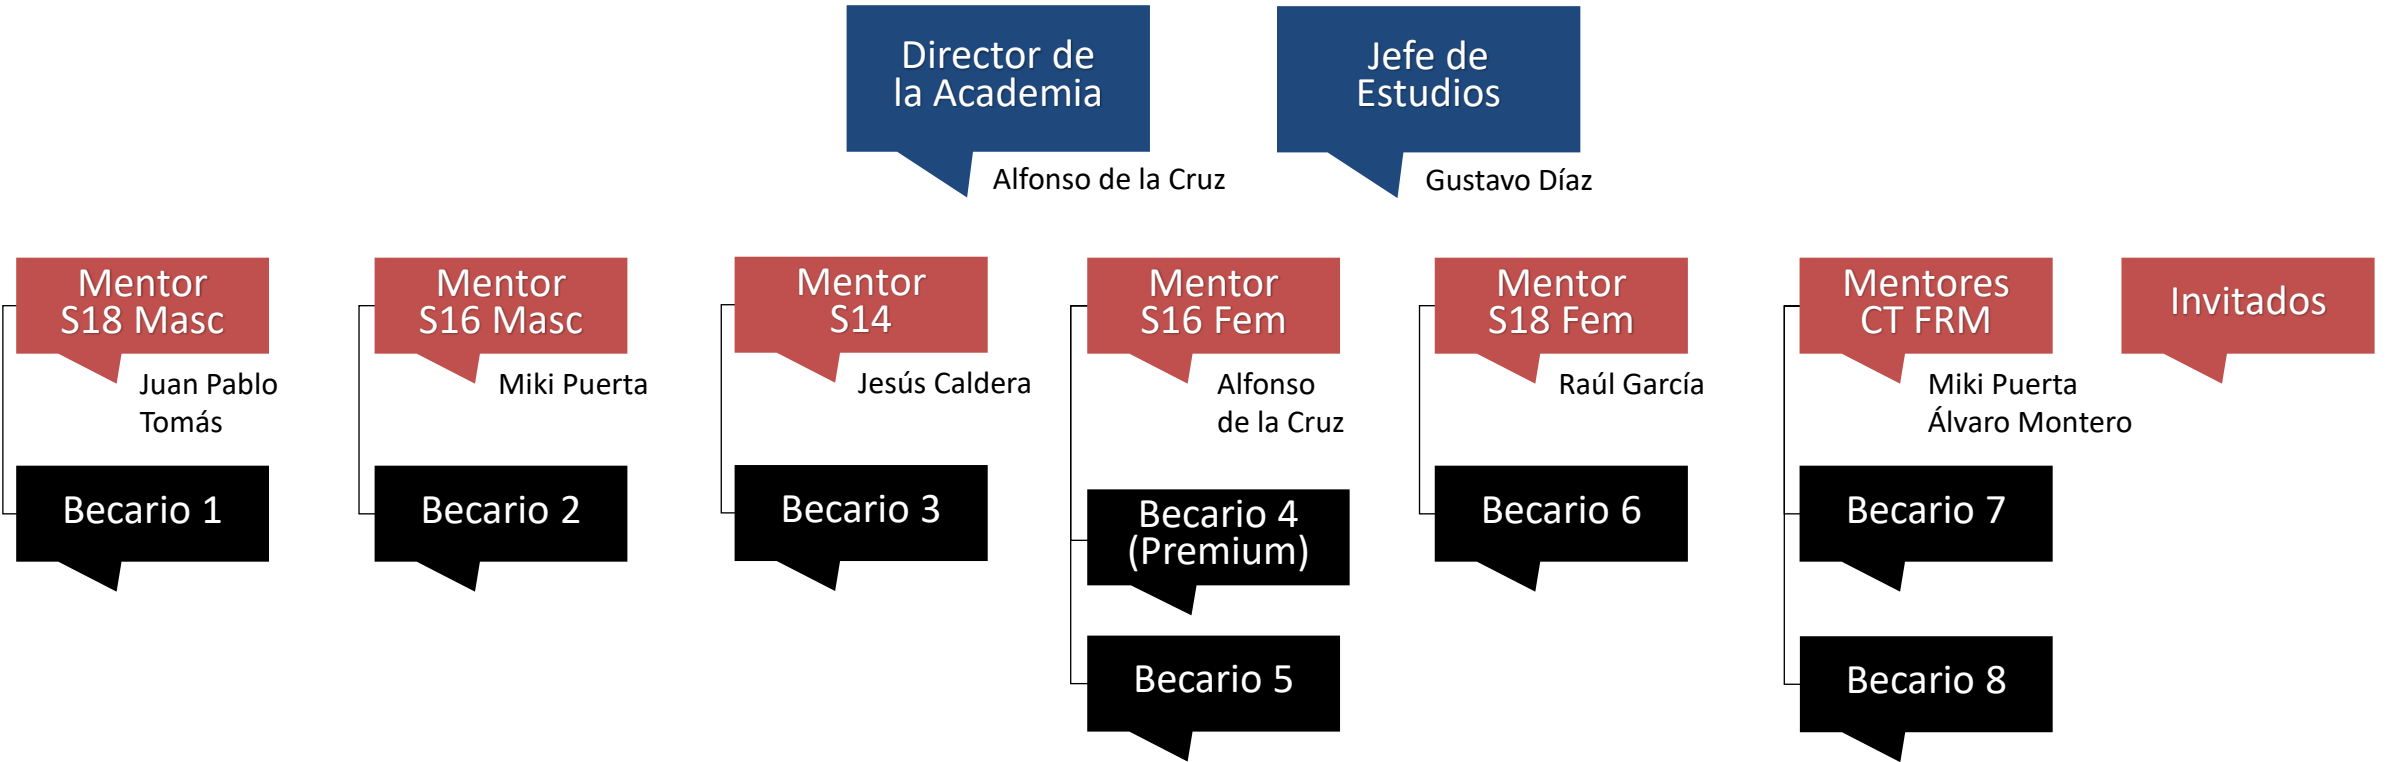 Director de
la Academia
Alfonso de la Cruz
Jefe de
Estudios
Gustavo Díaz
Mentor
S18 Masc
Juan Pablo
Tomás
Becario 1
Mentor
S16 Masc
Miki Puerta
Becario 2
Mentor
S14
Jesús Caldera
Becario 3
Mentor
S16 Fem
Alfonso
de la Cruz
Becario 4
(Premium)
Becario 5
Mentor
S18 Fem
Raúl García
Becario 6
Mentores
CT FRM
Miki Puerta
Álvaro Montero
Becario 7
Becario 8
Invitados